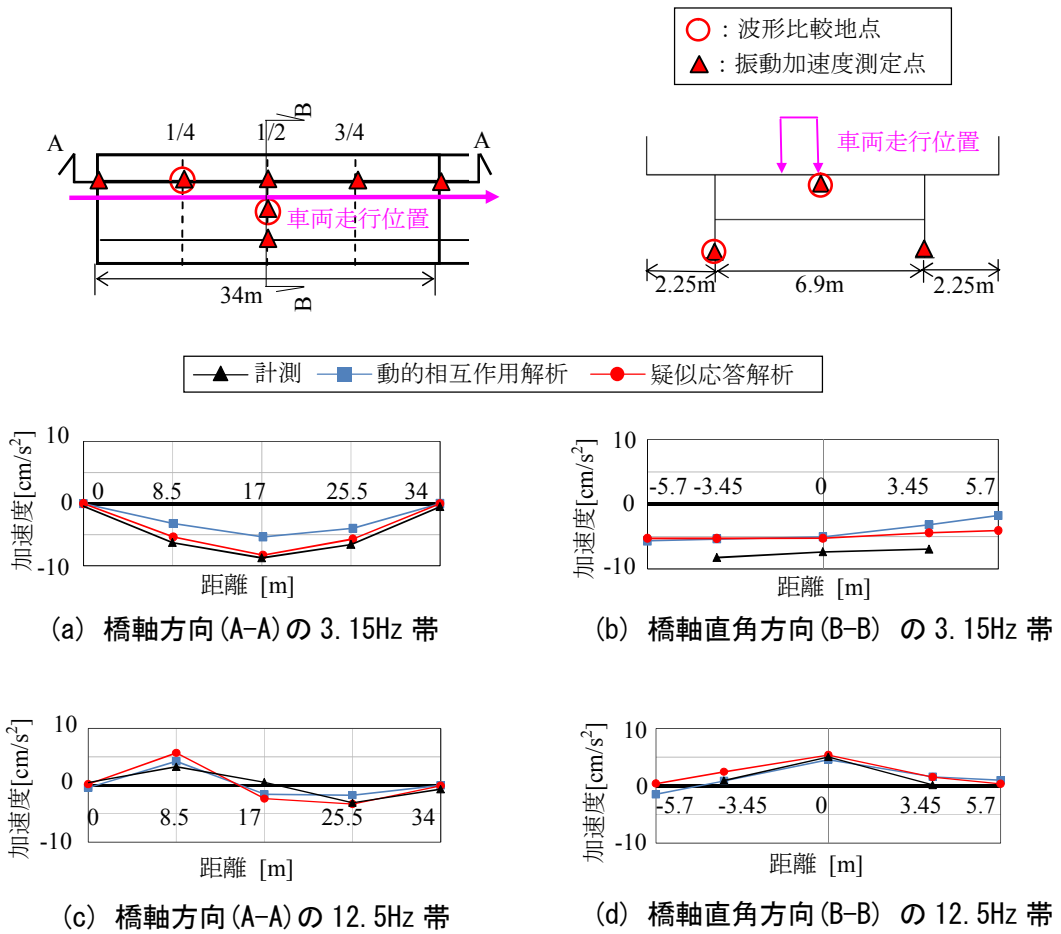 ：波形比較地点
：振動加速度測定点
A
1/4
1/2
B
3/4
A
車両走行位置
B
34m
車両走行位置
2.25m
6.9m
2.25m
計測 動的相互作用解析 疑似応答解析
加速度[cm/s²]
10
0
-10
0 8.5 17 25.5 34
距離 [m]
(a) 橋軸方向(A-A)の 3.15Hz 帯
加速度[cm/s²]
10
0
-10
-5.7 -3.45 0 3.45 5.7
距離 [m]
(b) 橋軸直角方向(B-B) の 3.15Hz 帯
加速度[cm/s²]
10
0
-10
0 8.5 17 25.5 34
距離 [m]
(c) 橋軸方向(A-A)の 12.5Hz 帯
加速度[cm/s²]
10
0
-10
-5.7 -3.45 0 3.45 5.7
距離 [m]
(d) 橋軸直角方向(B-B) の 12.5Hz 帯